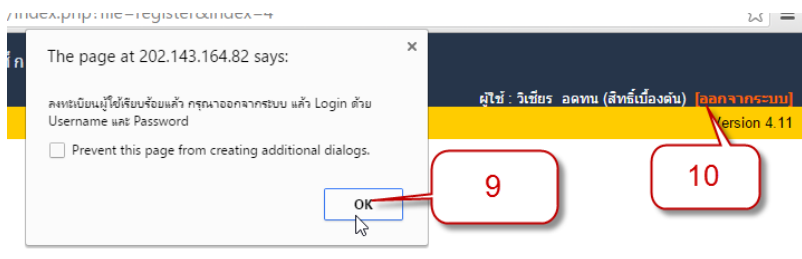 /index.php?file=register&index=4
The page at 202.143.164.82 says:
ลงทะเบียนผู้ใช้เรียบร้อยแล้ว กรุณาออกจากระบบ แล้ว Login ด้วย
Username และ Password
Prevent this page from creating additional dialogs.
OK
ผู้ใช้ : วิเชียร อดทน (สิทธิ์เบื้องต้น) [ออกจากระบบ]
Version 4.11
9
10